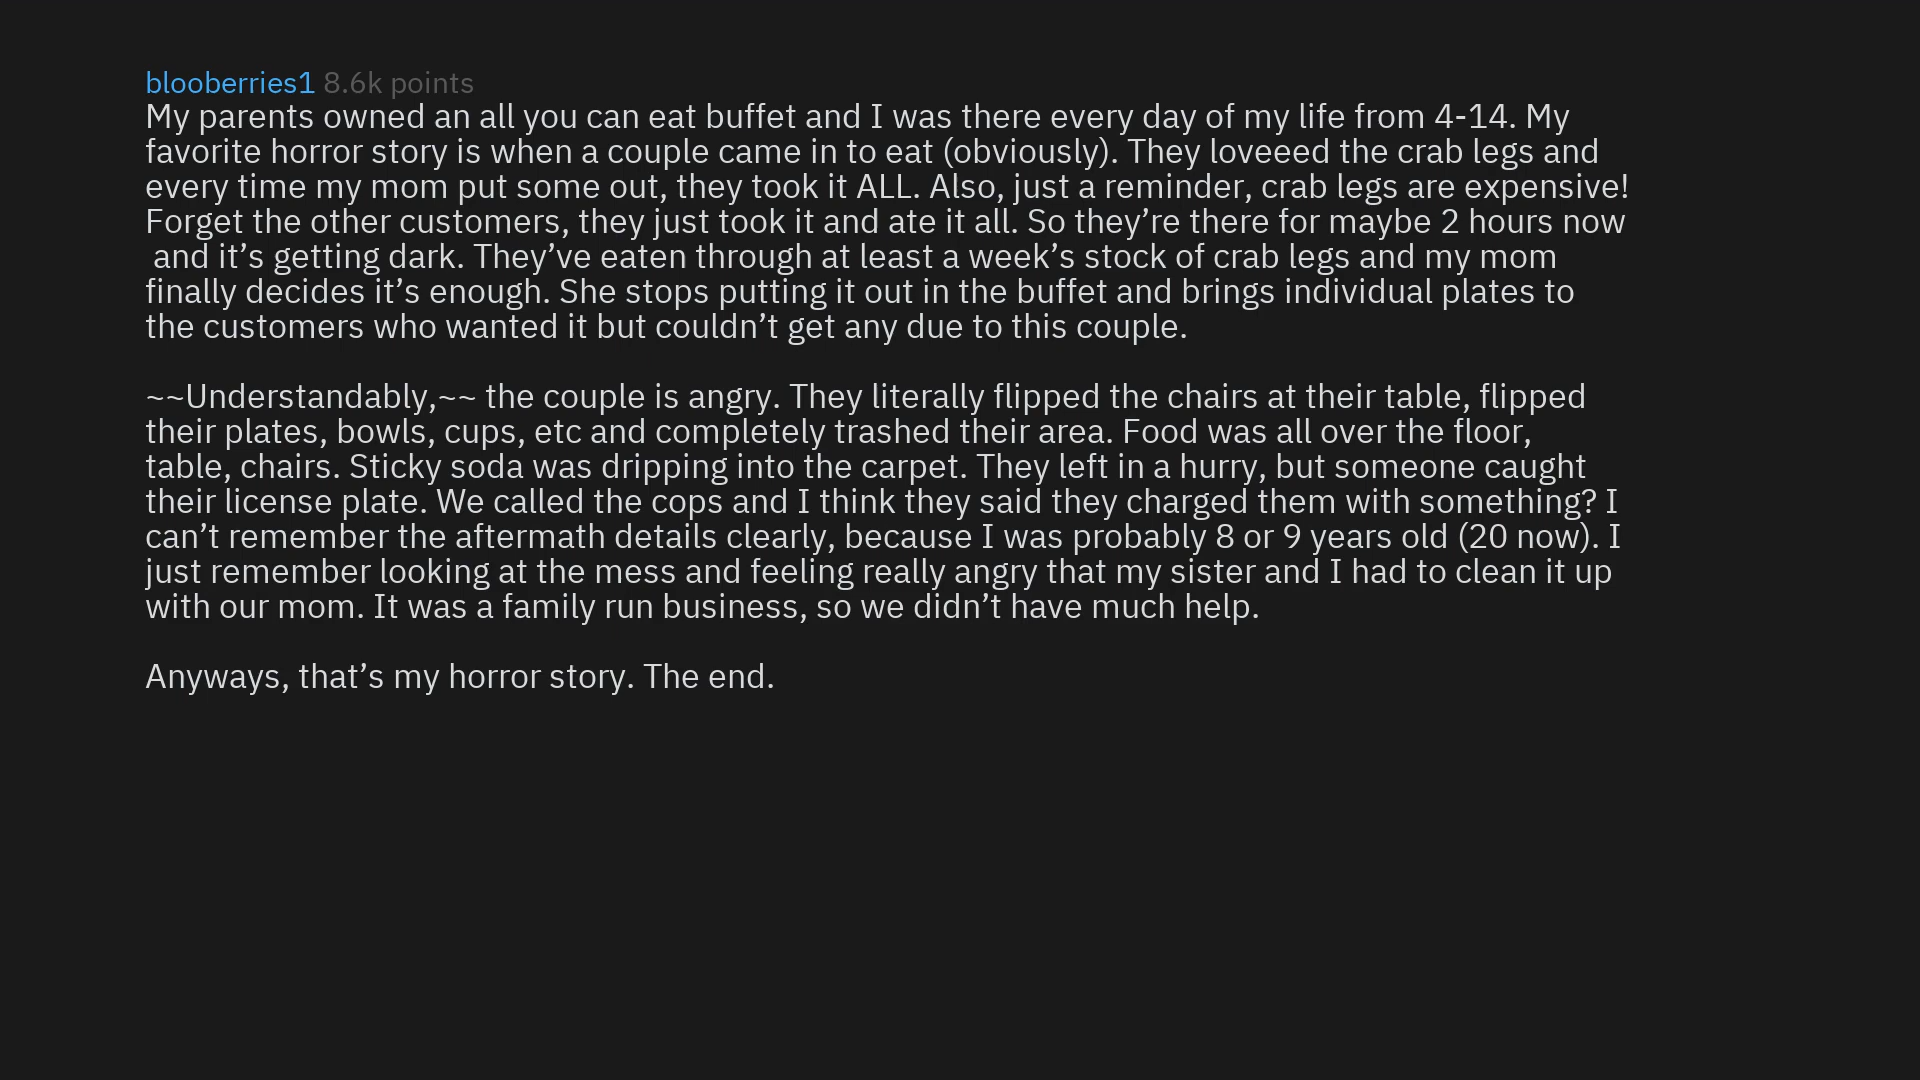 blooberries1 8.6k points
My parents owned an all you can eat buffet and I was there every day of my life from 4-14. My
favorite horror story is when a couple came in to eat (obviously). They loveeed the crab legs and
every time my mom put some out, they took it ALL. Also, just a reminder, crab legs are expensive!
Forget the other customers, they just took it and ate it all. So they’re there for maybe 2 hours now
and it’s getting dark. They’ve eaten through at least a week’s stock of crab legs and my mom
finally decides it’s enough. She stops putting it out in the buffet and brings individual plates to
the customers who wanted it but couldn’t get any due to this couple.
~~Understandably,~~ the couple is angry. They literally flipped the chairs at their table, flipped
their plates, bowls, cups, etc and completely trashed their area. Food was all over the floor,
table, chairs. Sticky soda was dripping into the carpet. They left in a hurry, but someone caught
their license plate. We called the cops and I think they said they charged them with something? I
can’t remember the aftermath details clearly, because I was probably 8 or 9 years old (20 now). I
just remember looking at the mess and feeling really angry that my sister and I had to clean it up
with our mom. It was a family run business, so we didn’t have much help.
Anyways, that’s my horror story. The end.